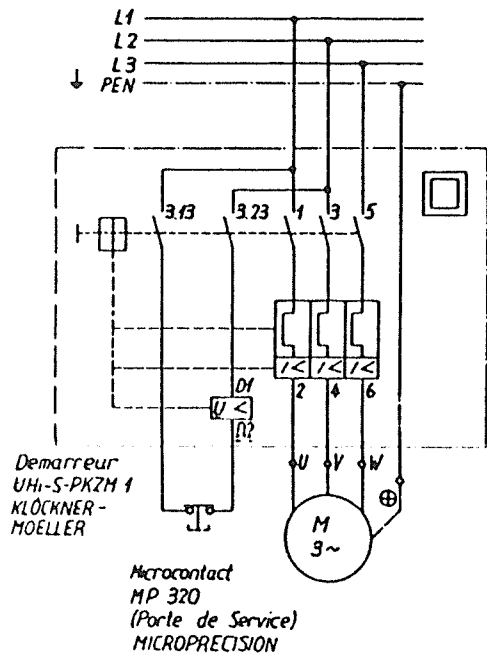 L1
L2
L3
PEN
3.13
3.23
1
3
5
I<
I<
I<
2
4
6
D1
U <
D2
U
V
W
Demarreur
UHI-S-PKZM 1
KLÖCKNER-
MOELLER
M
3~
Microcontact
MP 320
(Porte de Service)
MICROPRECISION